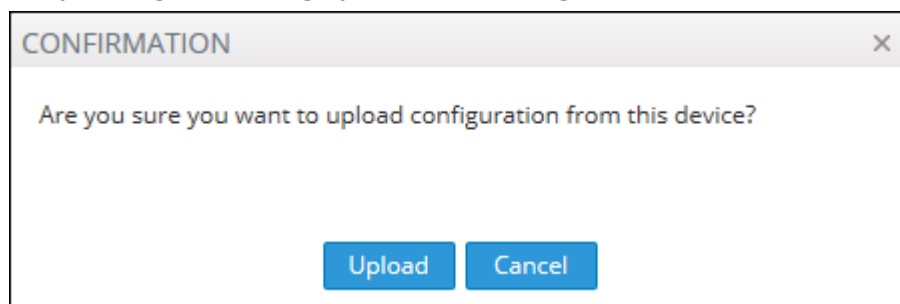 CONFIRMATION
Are you sure you want to upload configuration from this device?
Upload Cancel